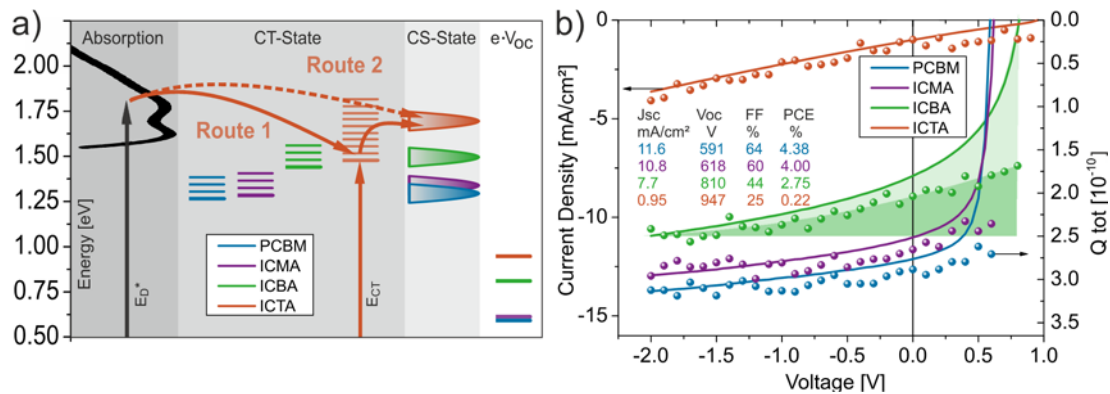 a)
Absorption
CT-State
CS-State
e·V_OC
Route 2
Route 1
Energy [eV]
2.00
1.75
1.50
1.25
1.00
0.75
0.50
E_D*
E_CT
PCBM
ICMA
ICBA
ICTA
b)
Current Density [mA/cm²]
0
-5
-10
-15
Jsc Voc FF PCE
mA/cm² V % %
11.6 591 64 4.38
10.8 618 60 4.00
7.7 810 44 2.75
0.95 947 25 0.22
PCBM
ICMA
ICBA
ICTA
0.0
0.5
1.0
1.5
2.0
2.5
3.0
3.5
Q tot [10⁻¹⁰]
-2.0 -1.5 -1.0 -0.5 0.0 0.5 1.0
Voltage [V]